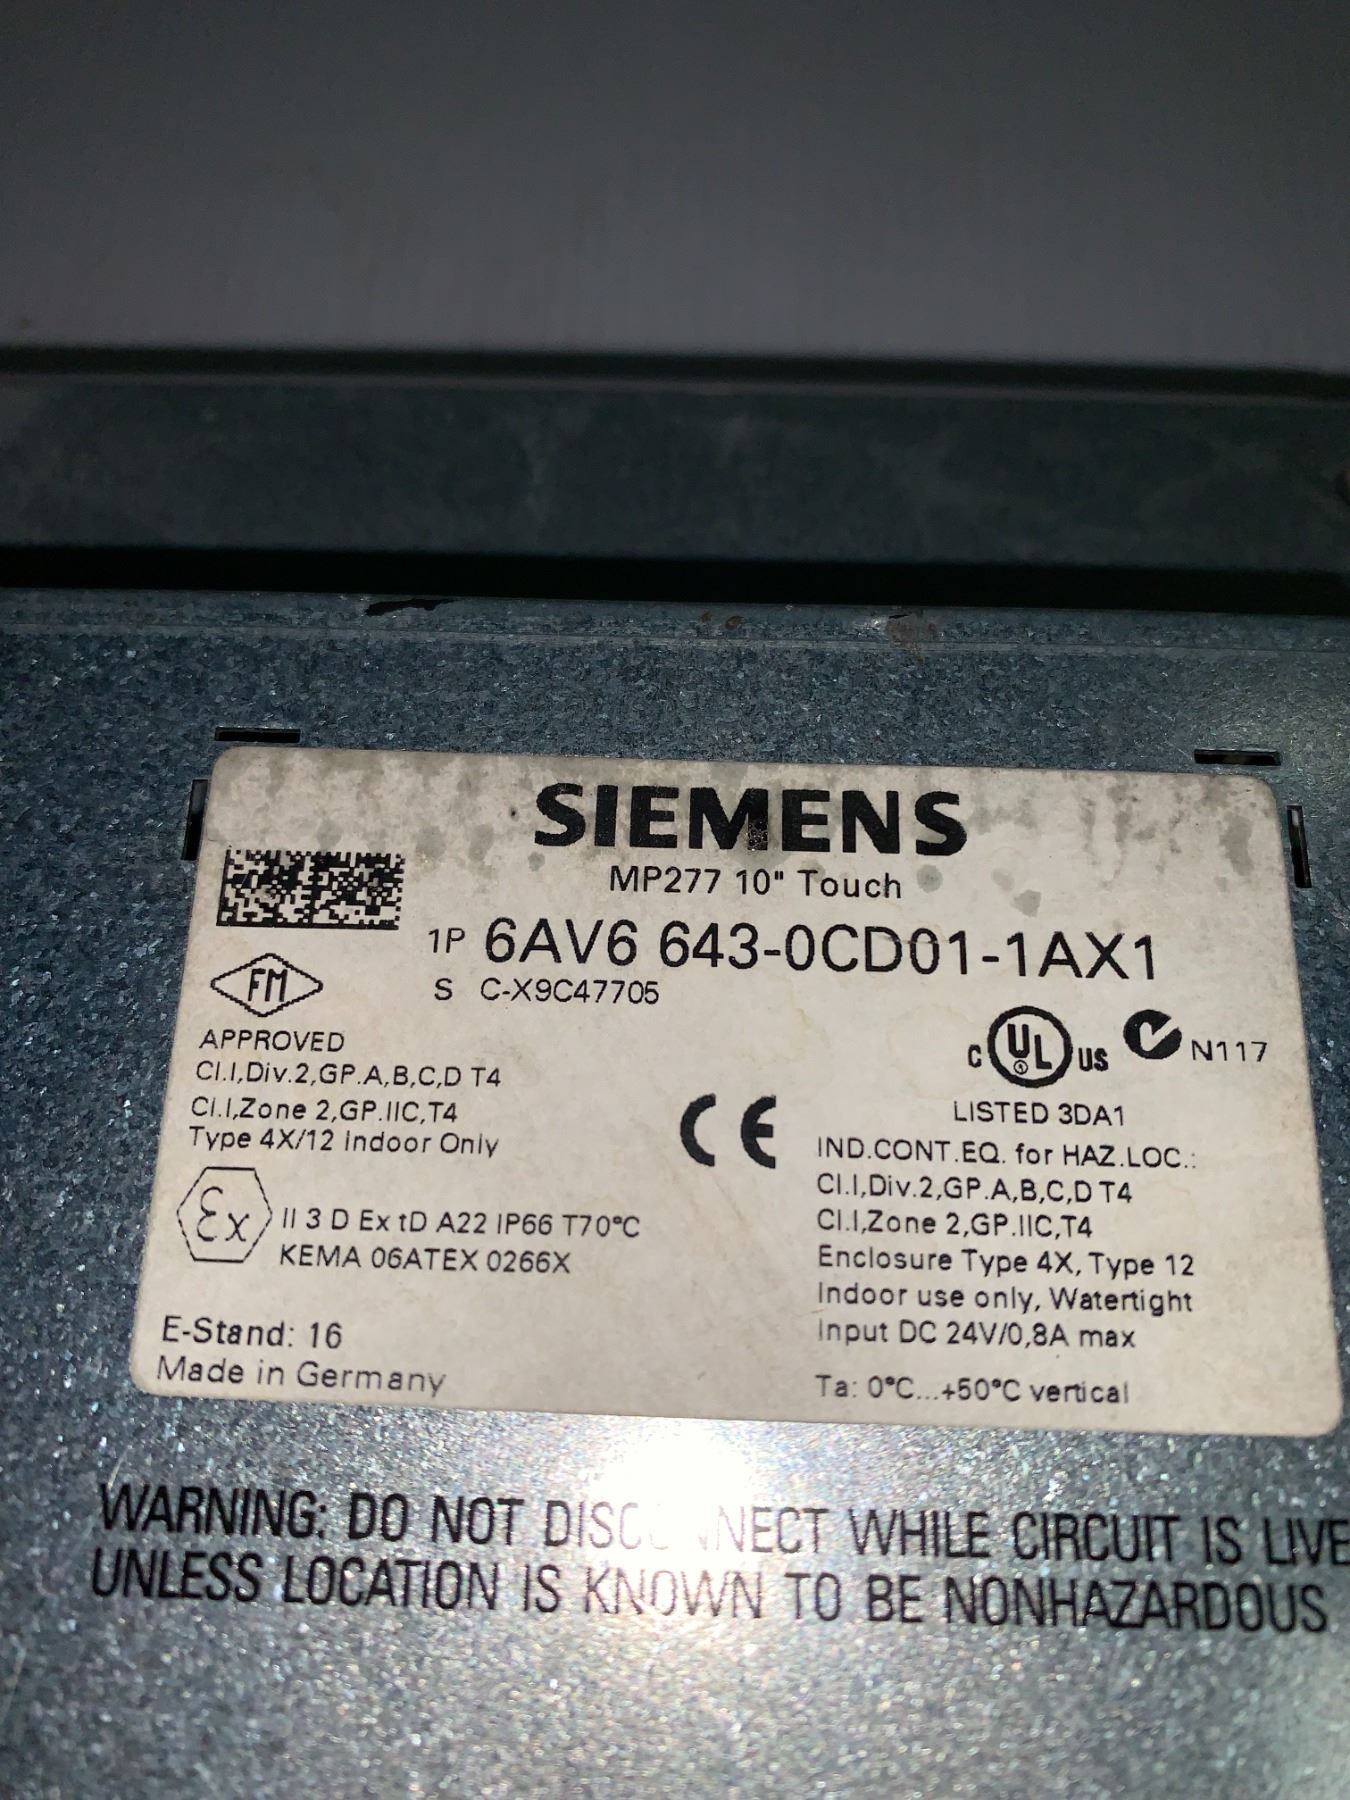 SIEMENS
MP277 10" Touch
1P 6AV6 643-0CD01-1AX1
S C-X9C47705
FM
APPROVED
Cl.I,Div.2,GP.A,B,C,D T4
Cl.I,Zone 2,GP.IIC,T4
Type 4X/12 Indoor Only
Ex II 3 D Ex tD A22 IP66 T70°C
KEMA 06ATEX 0266X
E-Stand: 16
Made in Germany
CE
C UL US N117
LISTED 3DA1
IND.CONT.EQ. for HAZ.LOC.:
Cl.I,Div.2,GP.A,B,C,D T4
Cl.I,Zone 2,GP.IIC,T4
Enclosure Type 4X, Type 12
Indoor use only, Watertight
Input DC 24V/0,8A max
Ta: 0°C...+50°C vertical
WARNING: DO NOT DISCONNECT WHILE CIRCUIT IS LIVE
UNLESS LOCATION IS KNOWN TO BE NONHAZARDOUS